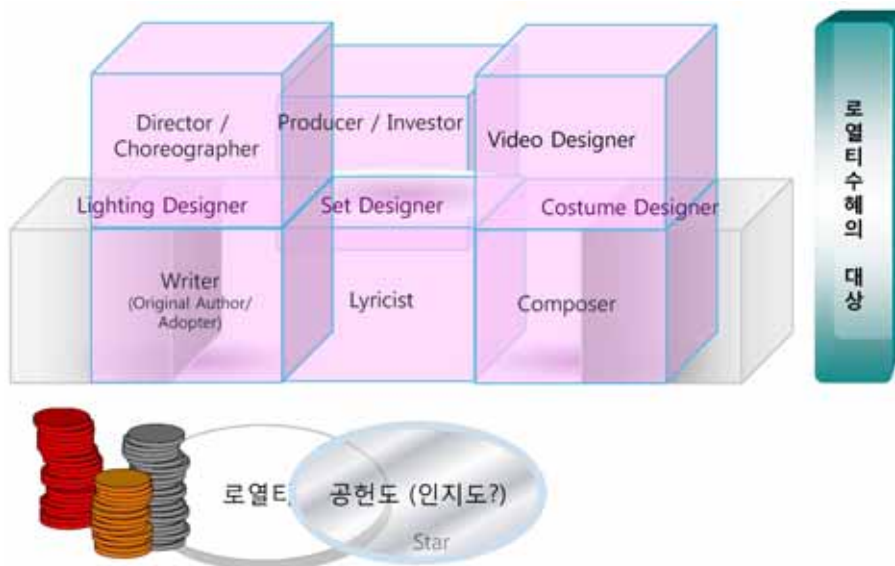 Director /
Choreographer
Producer / Investor
Video Designer
Lighting Designer
Set Designer
Costume Designer
Writer
(Original Author/
Adopter)
Lyricist
Composer
로열티수혜의 대상
로열티
공헌도 (인지도?)
Star